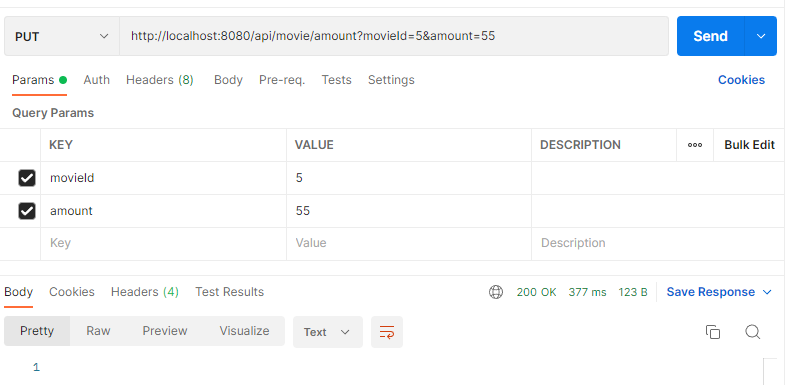 PUT http://localhost:8080/api/movie/amount?movieId=5&amount=55 Send
Params Auth Headers (8) Body Pre-req. Tests Settings Cookies
Query Params
KEY VALUE DESCRIPTION Bulk Edit
movieId 5
amount 55
Key Value Description
Body Cookies Headers (4) Test Results 200 OK 377 ms 123 B Save Response
Pretty Raw Preview Visualize Text
1